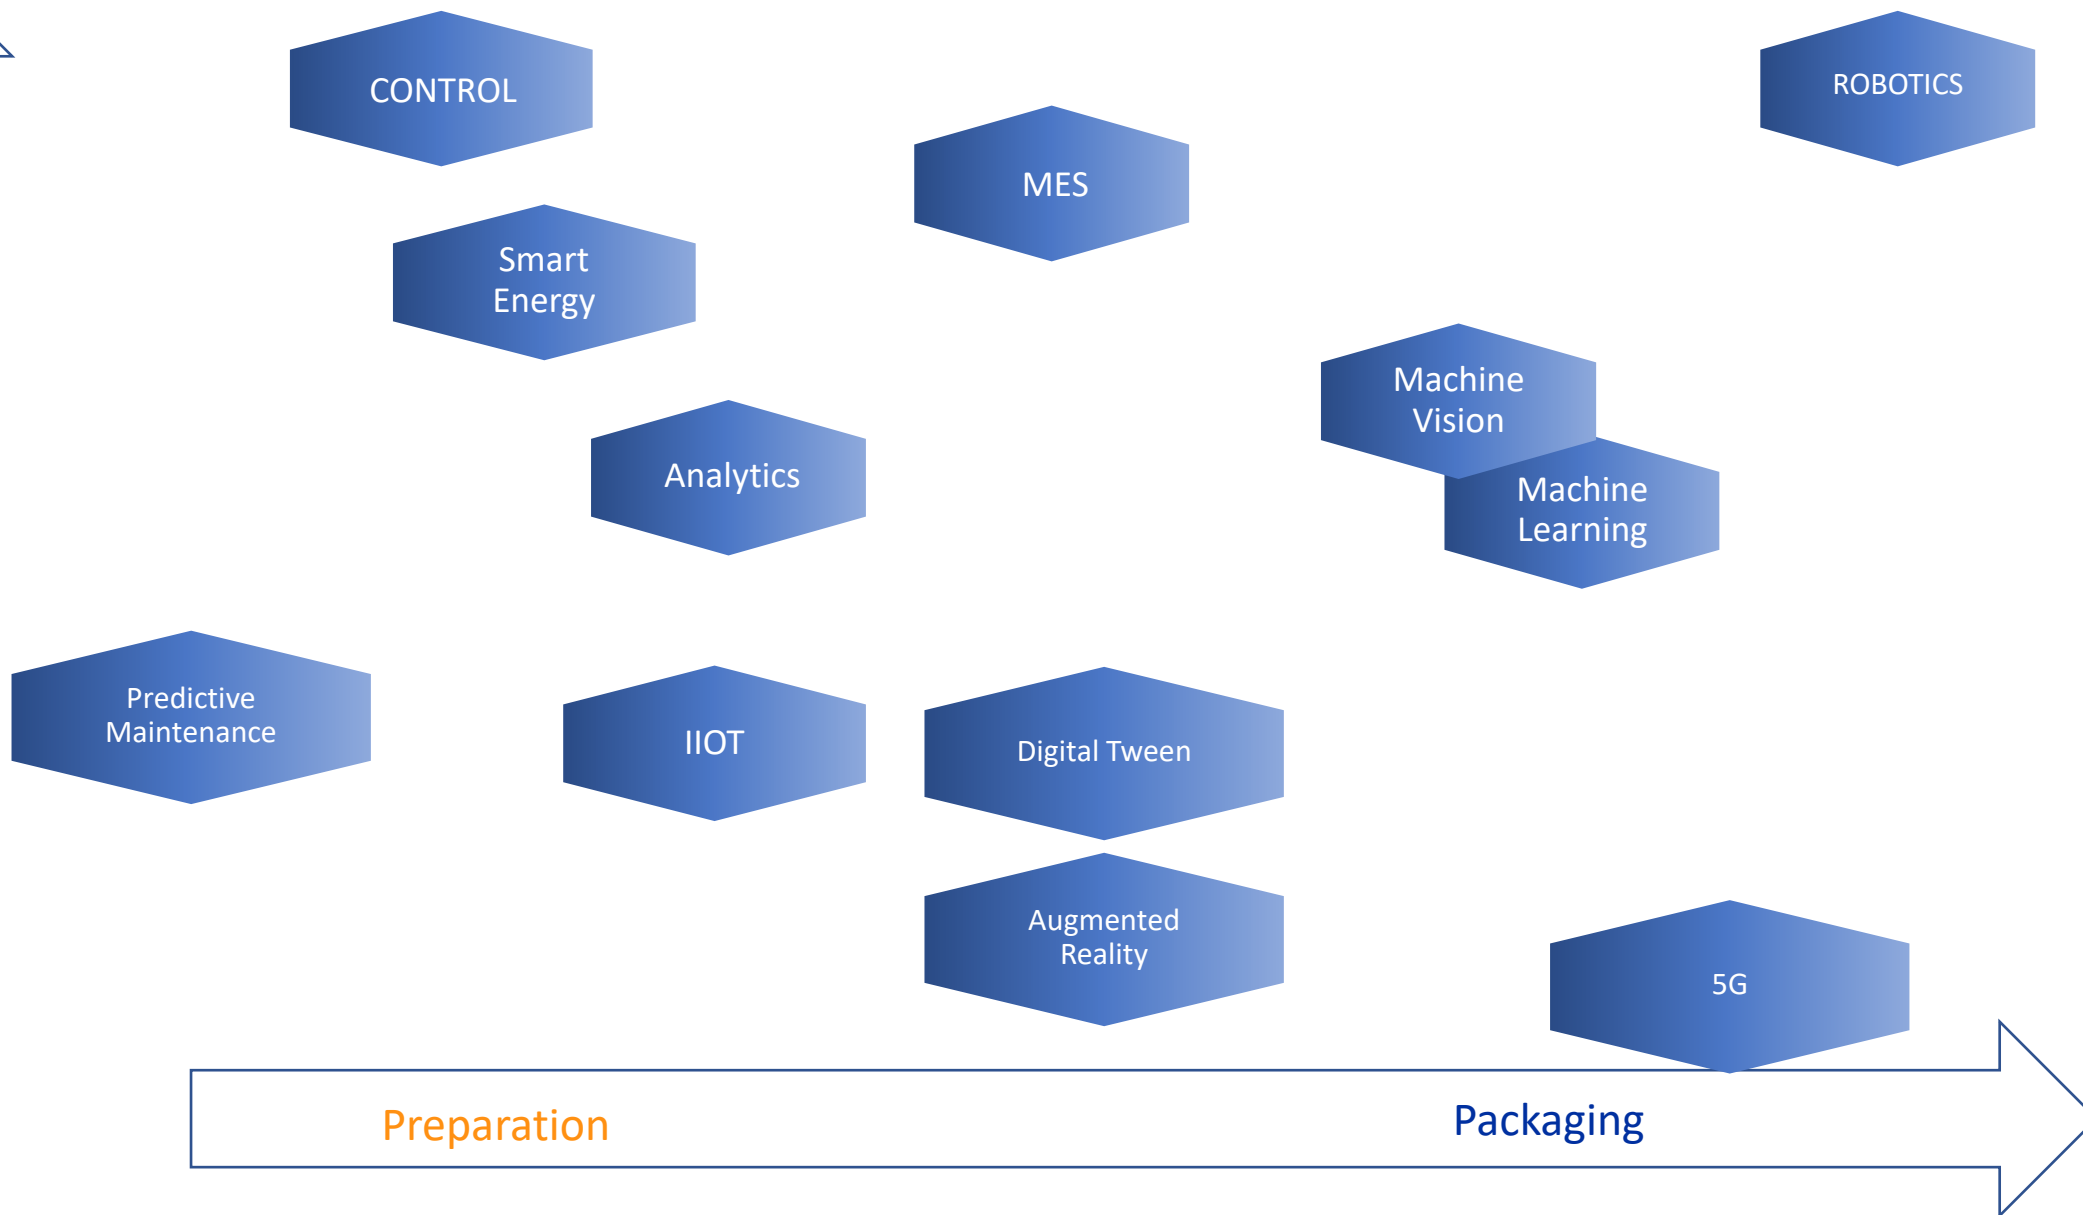 CONTROL
ROBOTICS
MES
Smart
Energy
Machine
Vision
Analytics
Machine
Learning
Predictive
Maintenance
IIOT
Digital Tween
Augmented
Reality
5G
Preparation
Packaging